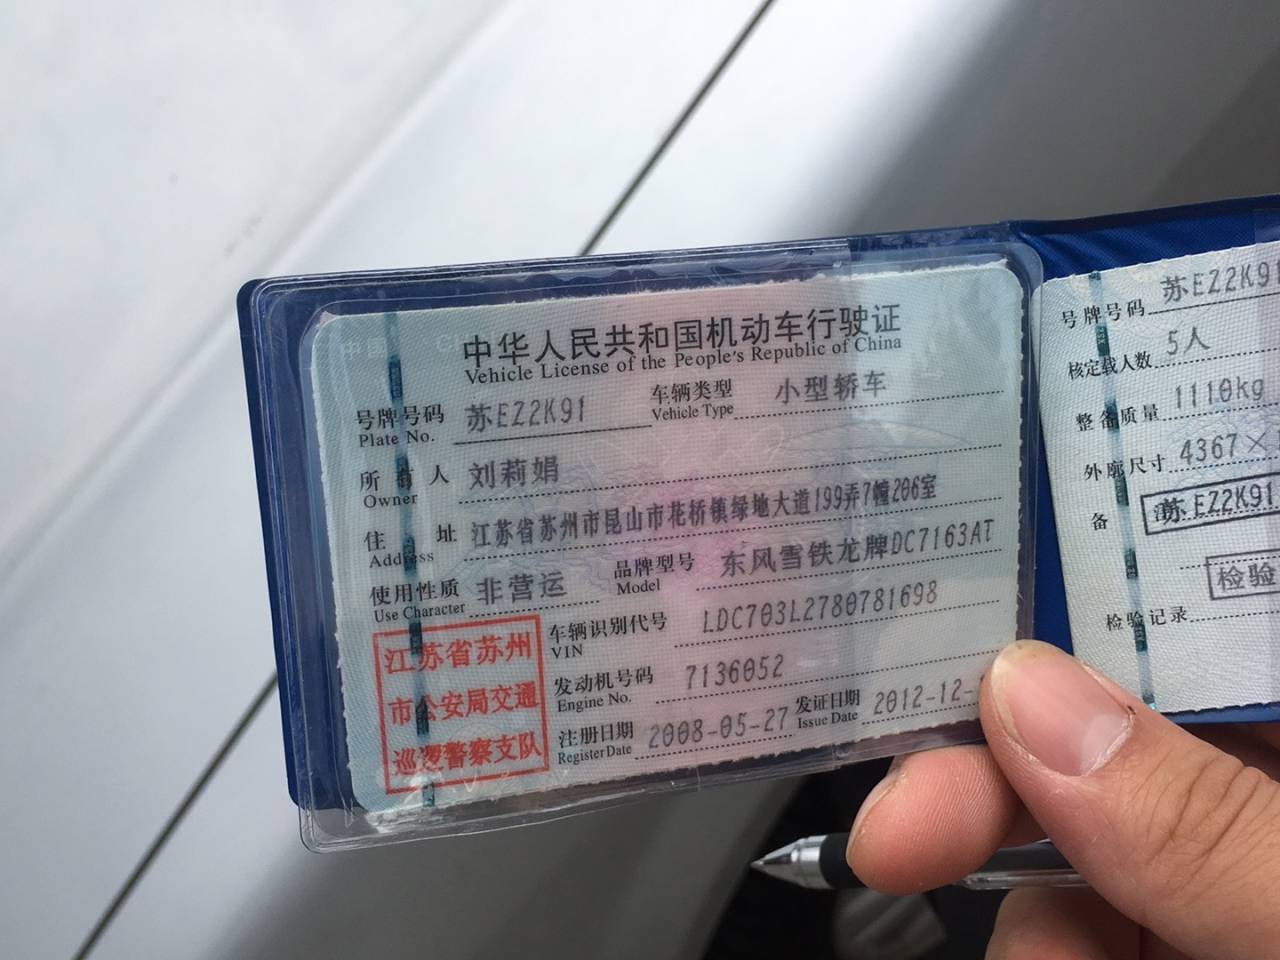 中华人民共和国机动车行驶证
Vehicle License of the People's Republic of China
号牌号码 苏EZ2K91 车辆类型 小型轿车
Plate No. Vehicle Type
所有人 刘莉娟
Owner
住址 江苏省苏州市昆山市花桥镇绿地大道199弄7幢206室
Address
使用性质 非营运 品牌型号 东风雪铁龙牌DC7163AT
Use Character Model
江苏省苏州
市公安局交通
巡逻警察支队
车辆识别代号 LDC703L2780781698
VIN
发动机号码 7136052
Engine No.
注册日期 2008-05-27 发证日期 2012-12-
Register Date Issue Date
号牌号码 苏EZ2K91
核定载人数 5人
整备质量 1110kg
外廓尺寸 4367×
备 苏EZ2K91
检验
检验记录